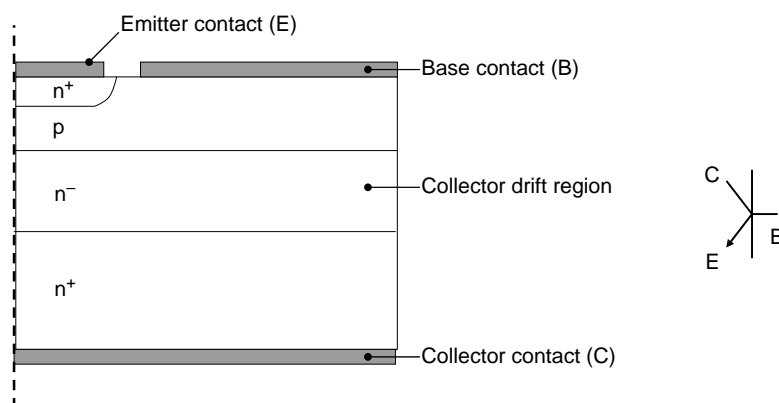 Emitter contact (E)
Base contact (B)
n+
p
n−
Collector drift region
C
B
E
n+
Collector contact (C)